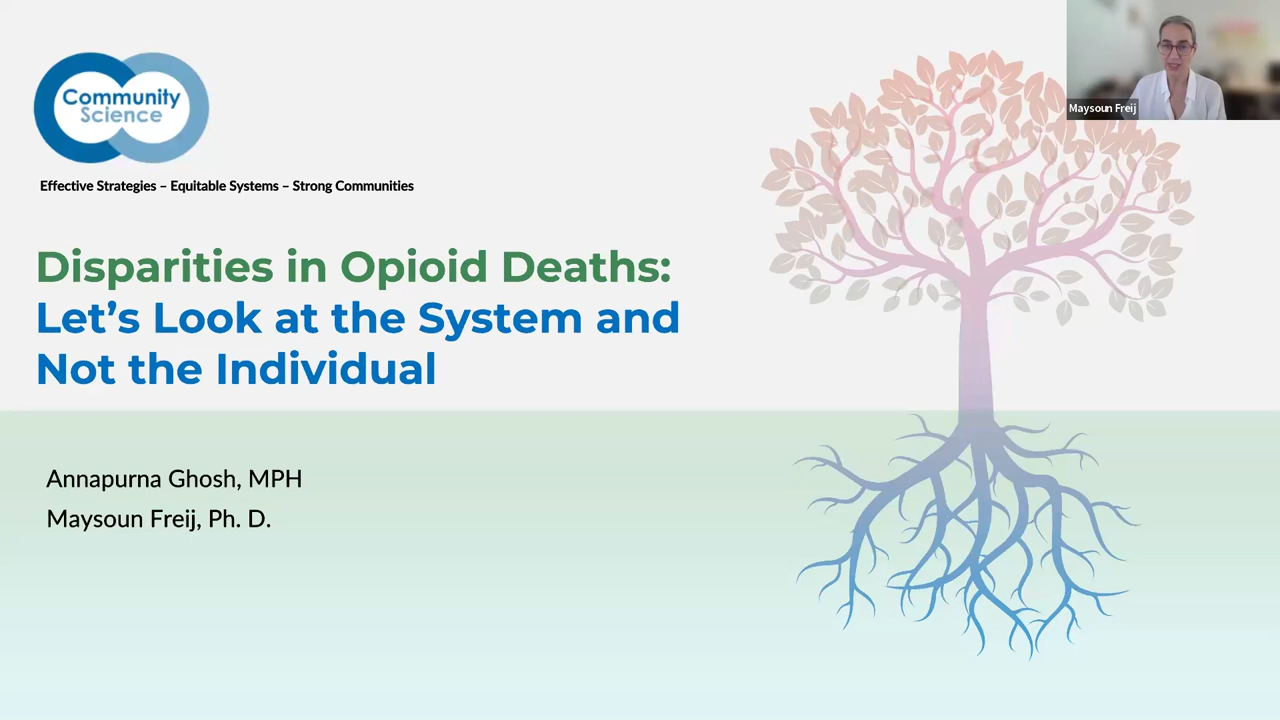 Community
Science
Effective Strategies – Equitable Systems – Strong Communities
Disparities in Opioid Deaths:
Let's Look at the System and
Not the Individual
Annapurna Ghosh, MPH
Maysoun Freij, Ph. D.
Maysoun Freij